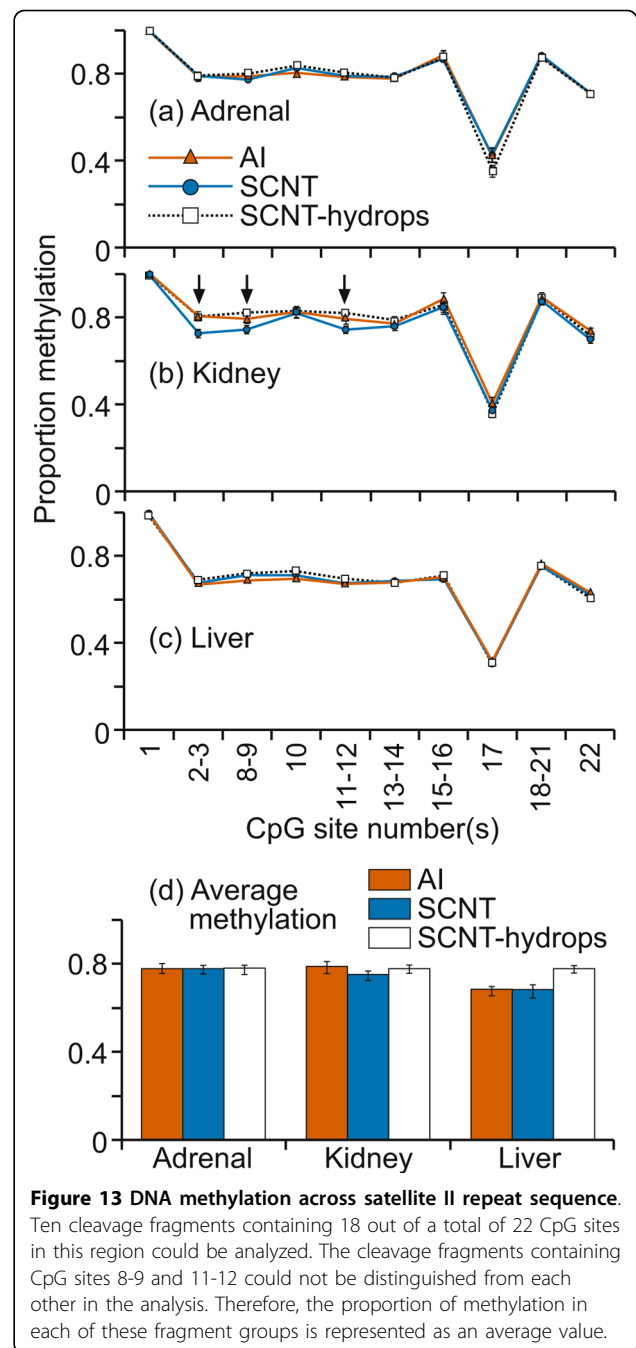 0.8
(a) Adrenal
AI
SCNT
SCNT-hydrops
0.4
0
Proportion methylation
0.8
(b) Kidney
0.4
0
0.8
(c) Liver
0.4
0
1
2-3
8-9
10
11-12
13-14
15-16
17
18-21
22
CpG site number(s)
(d) Average
methylation
AI
SCNT
SCNT-hydrops
0.8
0.4
0
Adrenal
Kidney
Liver
Figure 13 DNA methylation across satellite II repeat sequence.
Ten cleavage fragments containing 18 out of a total of 22 CpG sites
in this region could be analyzed. The cleavage fragments containing
CpG sites 8-9 and 11-12 could not be distinguished from each
other in the analysis. Therefore, the proportion of methylation in
each of these fragment groups is represented as an average value.